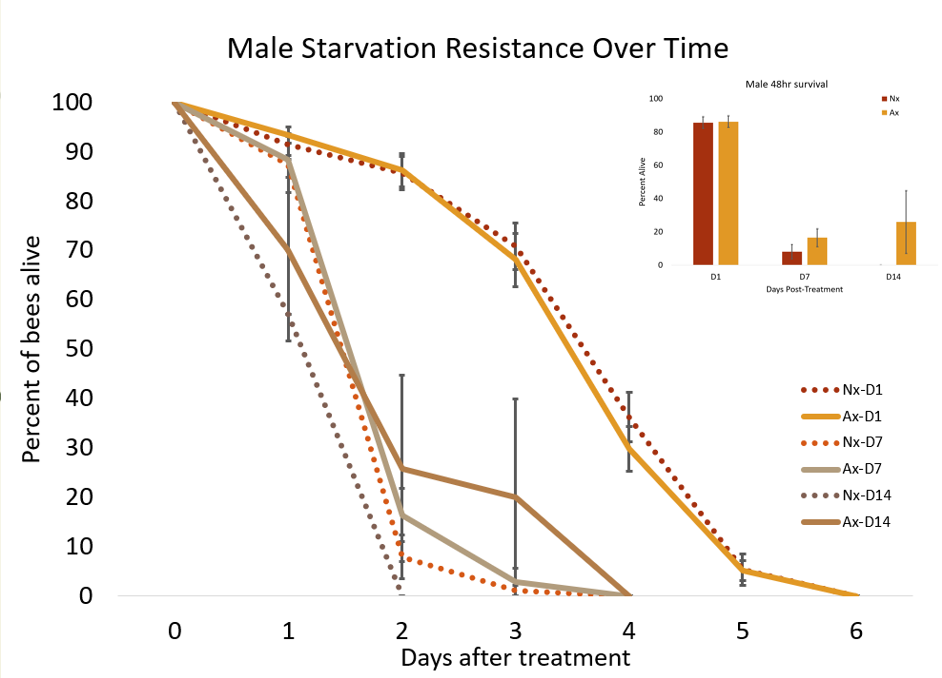 Male Starvation Resistance Over Time
100
90
80
70
60
50
40
30
20
10
0
Percent of bees alive
0 1 2 3 4 5 6
Days after treatment
Male 48hr survival
Nx
Ax
100
80
60
40
20
0
Percent Alive
D1 D7 D14
Days Post-Treatment
Nx-D1
Ax-D1
Nx-D7
Ax-D7
Nx-D14
Ax-D14